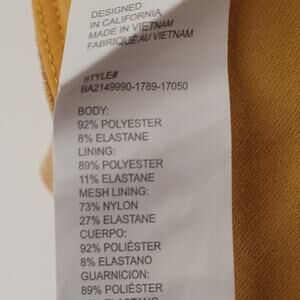 DESIGNED
IN CALIFORNIA
MADE IN VIETNAM
FABRIQUÉ AU VIETNAM
STYLE#
BA2149990-1789-17050
BODY:
92% POLYESTER
8% ELASTANE
LINING:
89% POLYESTER
11% ELASTANE
MESH LINING:
73% NYLON
27% ELASTANE
CUERPO:
92% POLIÉSTER
8% ELASTANO
GUARNICION:
89% POLIÉSTER